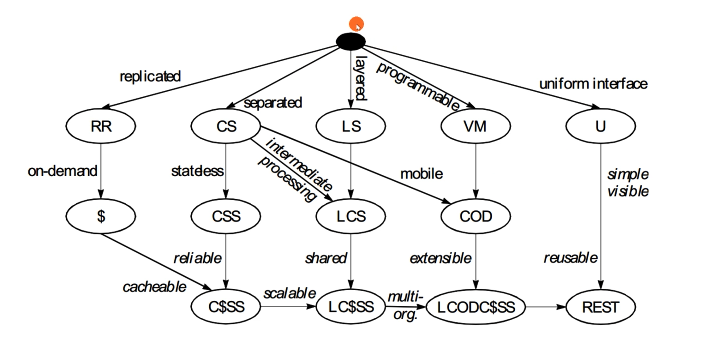 replicated
separated
layered
programmable
uniform interface
RR
CS
LS
VM
U
on-demand
stateless
intermediate
processing
mobile
simple
visible
$
CSS
LCS
COD
cacheable
reliable
shared
extensible
reusable
C$SS
scalable
LC$SS
multi-
org.
LCODC$SS
REST